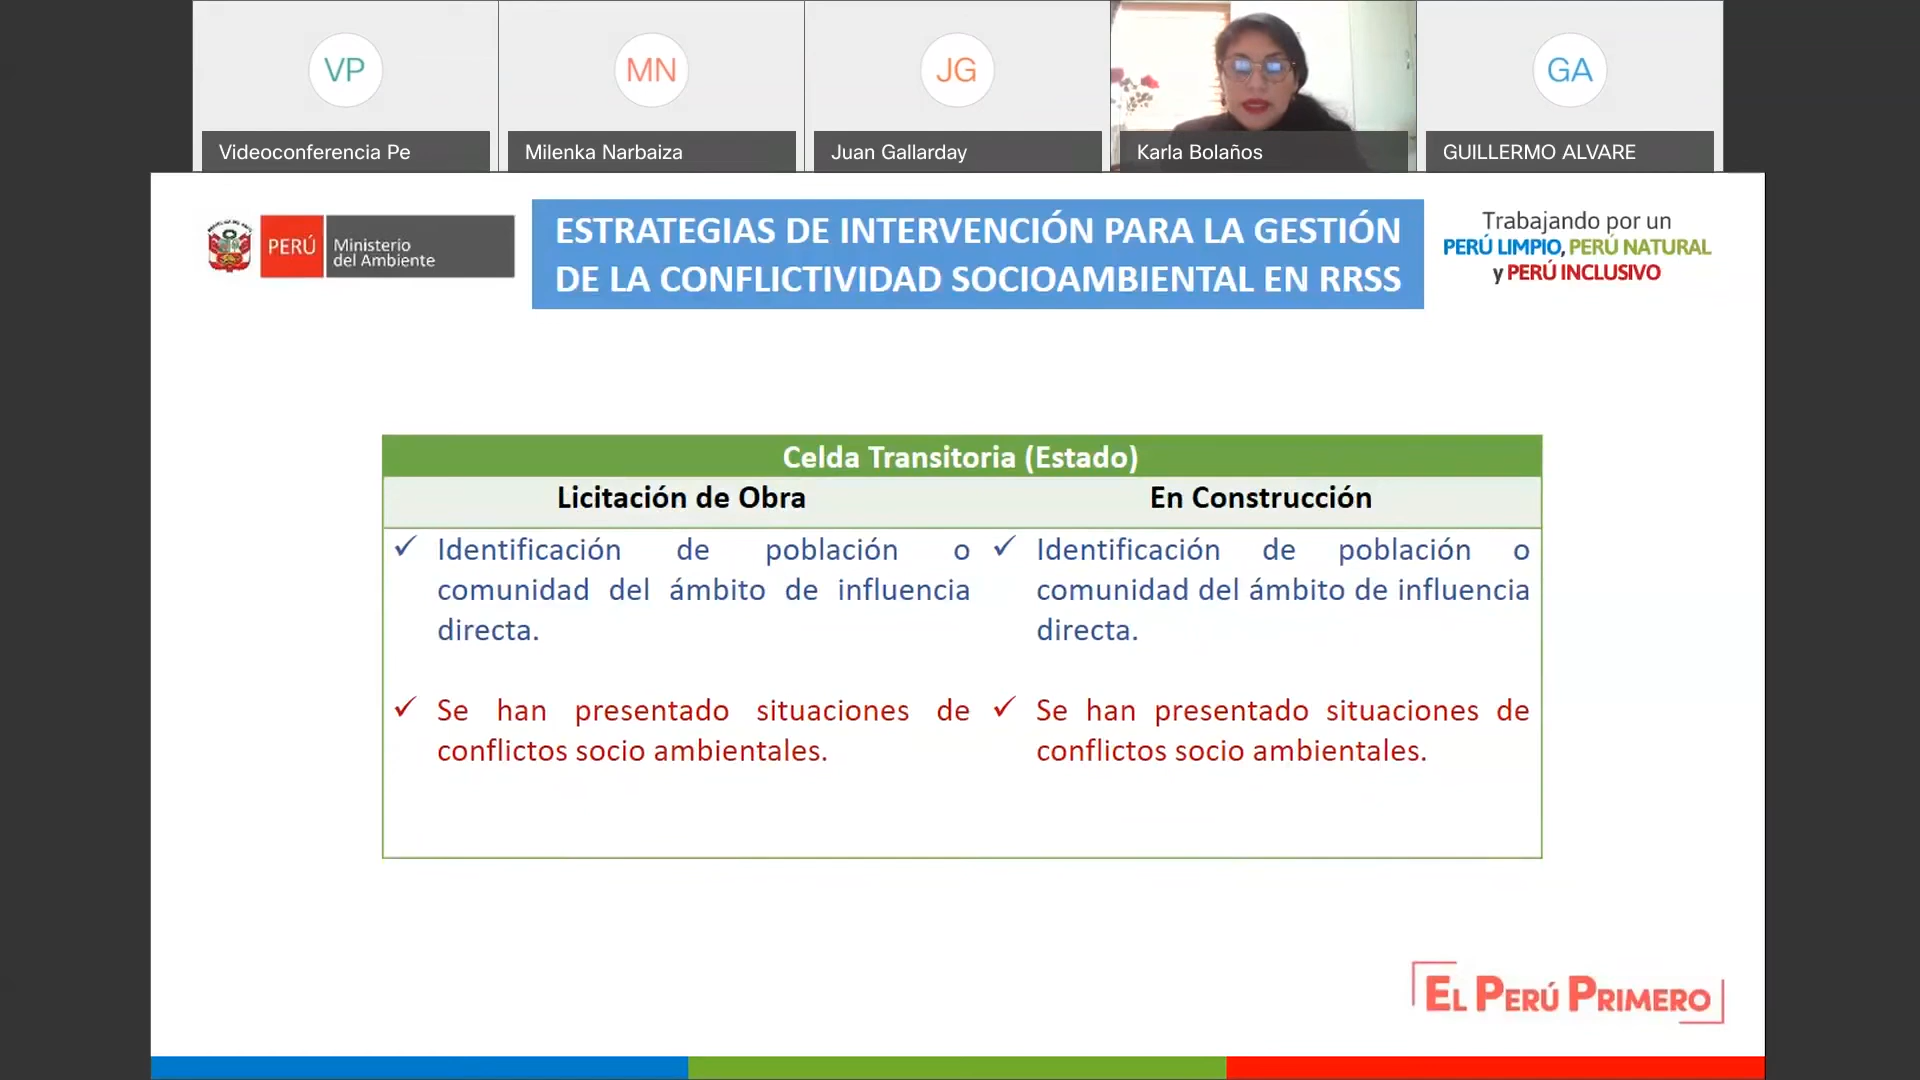 VP
MN
JG
GA
Videoconferencia Pe
Milenka Narbaiza
Juan Gallarday
Karla Bolaños
GUILLERMO ALVARE
PERÚ
Ministerio
del Ambiente
ESTRATEGIAS DE INTERVENCIÓN PARA LA GESTIÓN
DE LA CONFLICTIVIDAD SOCIOAMBIENTAL EN RRSS
Trabajando por un
PERÚ LIMPIO, PERÚ NATURAL
y PERÚ INCLUSIVO
Celda Transitoria (Estado)
Licitación de Obra
En Construcción
✓ Identificación de población o
comunidad del ámbito de influencia
directa.
✓ Se han presentado situaciones de
conflictos socio ambientales.
✓ Identificación de población o
comunidad del ámbito de influencia
directa.
✓ Se han presentado situaciones de
conflictos socio ambientales.
EL PERÚ PRIMERO